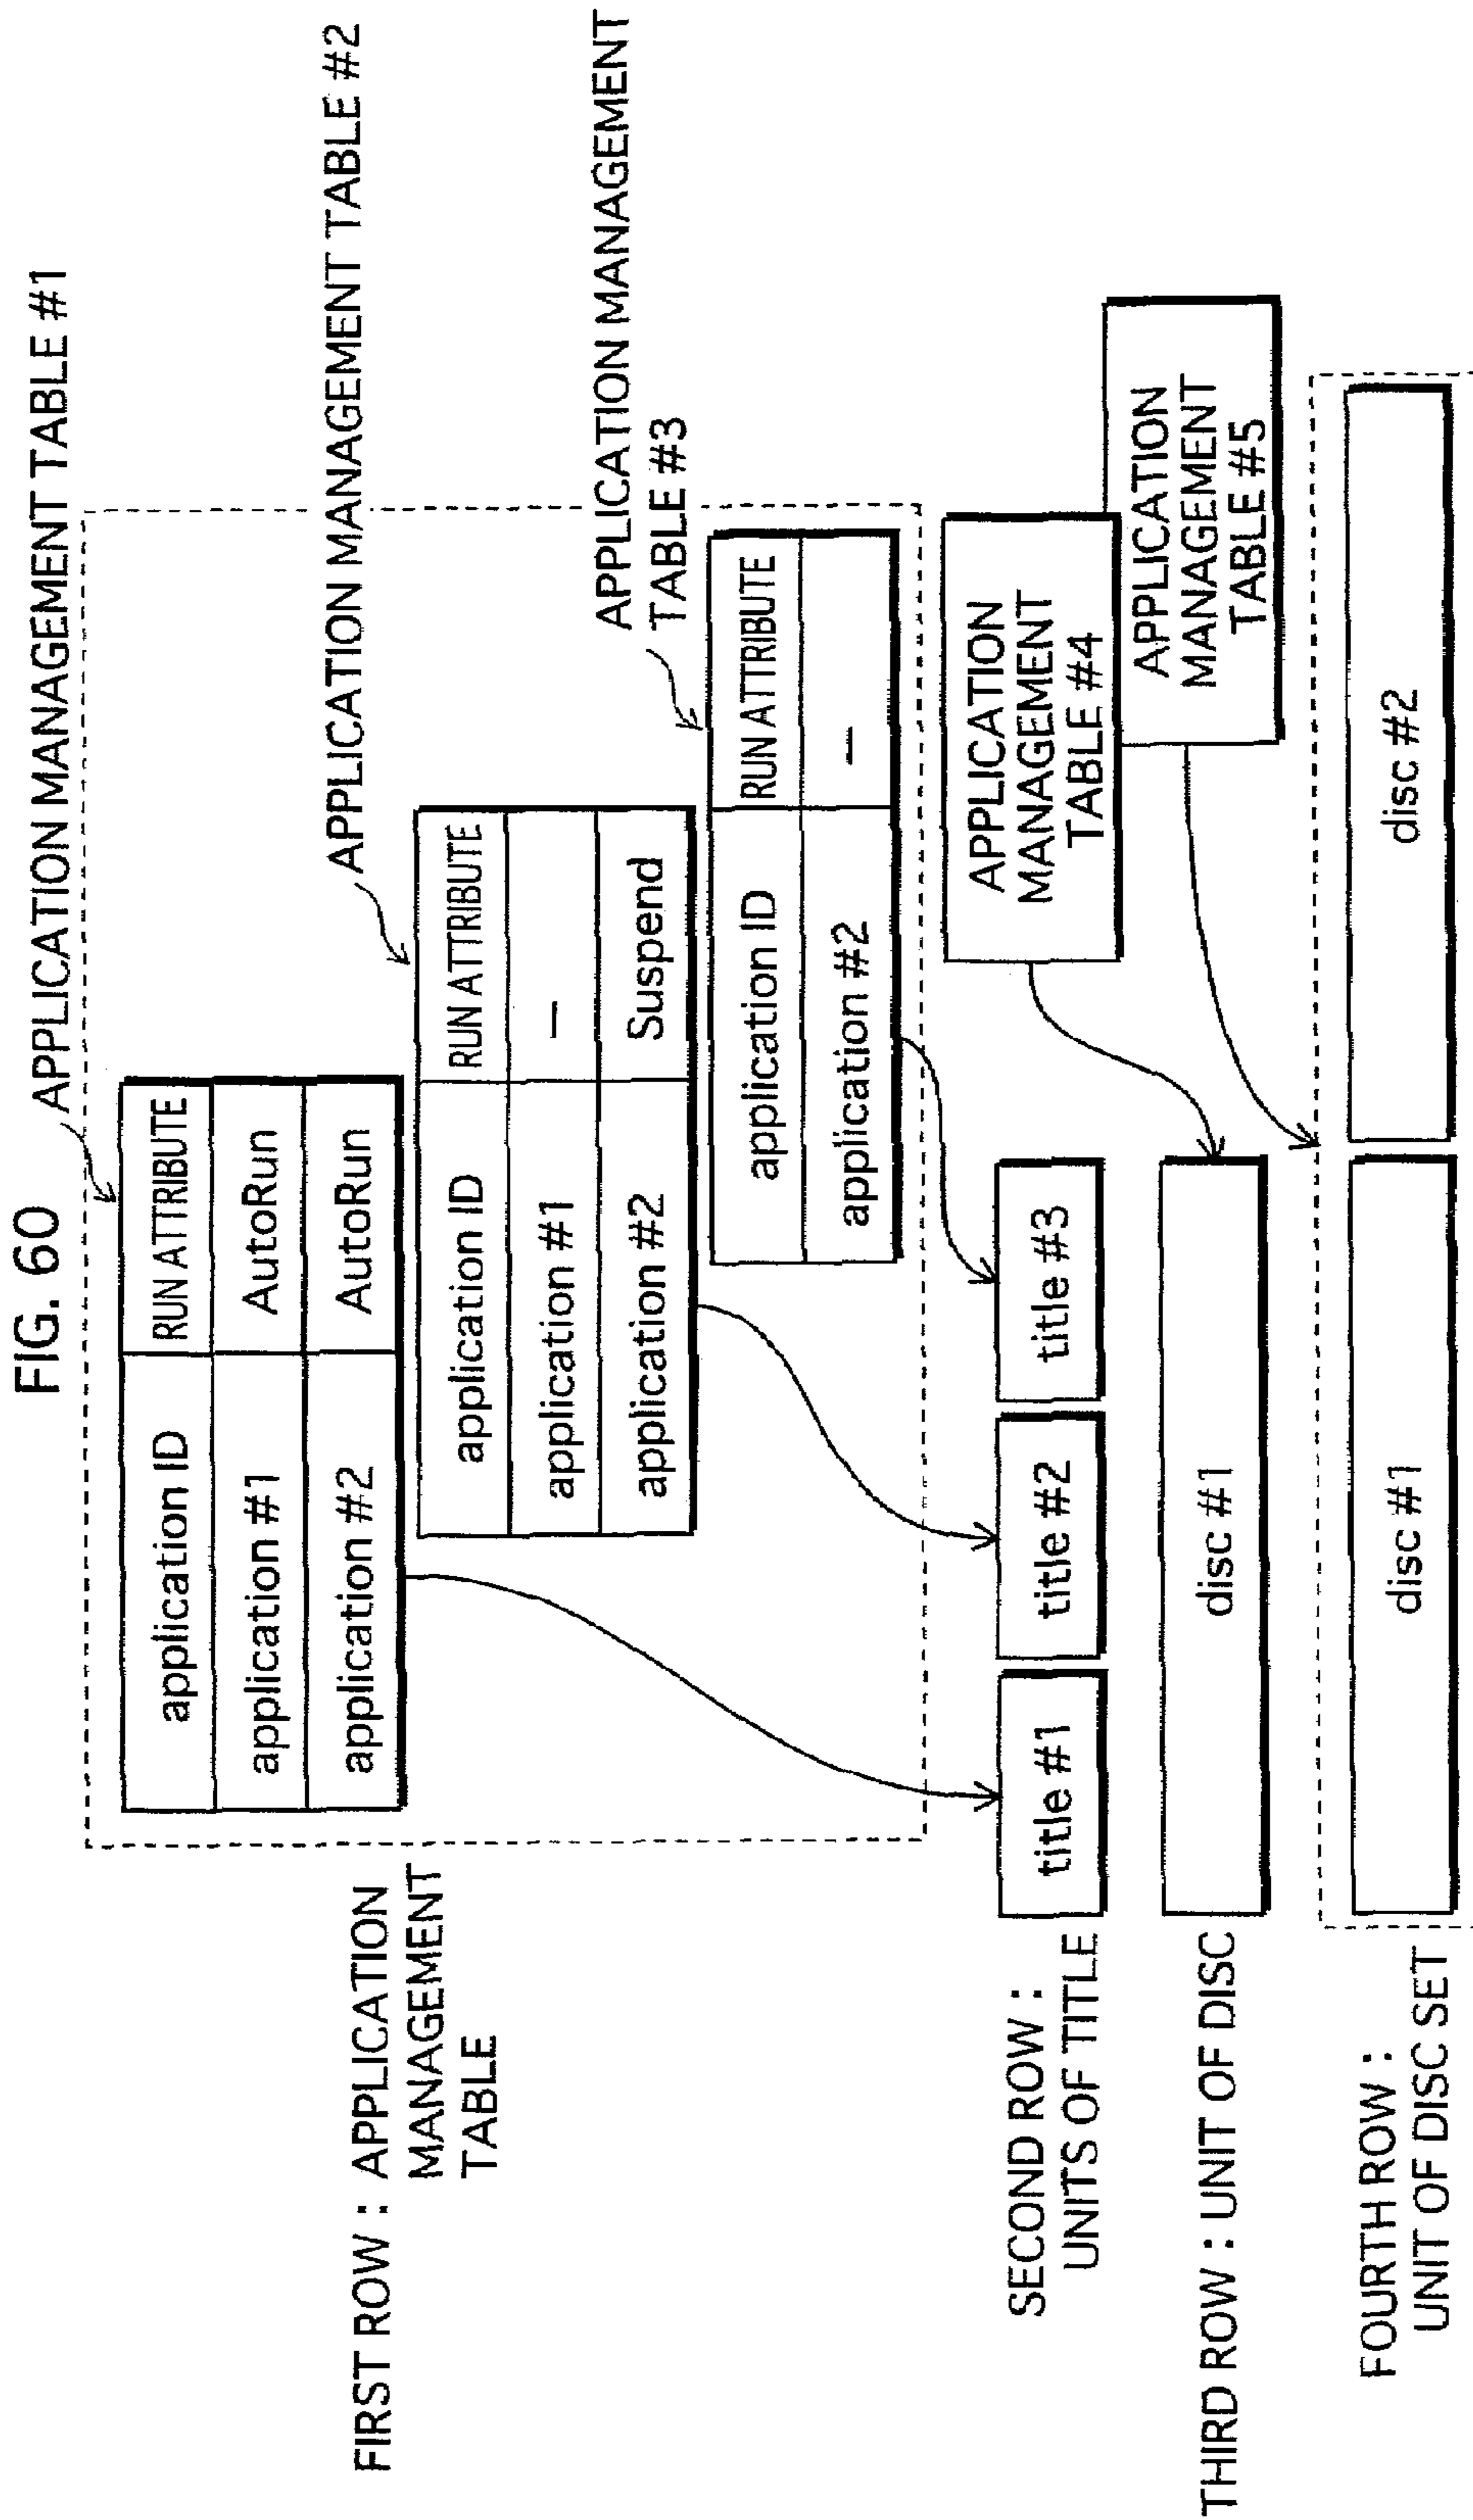 FIG. 60
APPLICATION MANAGEMENT TABLE #1
APPLICATION MANAGEMENT TABLE #2
APPLICATION MANAGEMENT
TABLE #3
FIRST ROW : APPLICATION
MANAGEMENT
TABLE
application ID RUN ATTRIBUTE
application #1 AutoRun
application #2 AutoRun
application ID RUN ATTRIBUTE
application #1 –
application #2 Suspend
application ID RUN ATTRIBUTE
application #2 –
APPLICATION
MANAGEMENT
TABLE #4
APPLICATION
MANAGEMENT
TABLE #5
SECOND ROW :
UNITS OF TITLE
title #1 title #2 title #3
THIRD ROW : UNIT OF DISC
disc #1
FOURTH ROW :
UNIT OF DISC SET
disc #1 disc #2